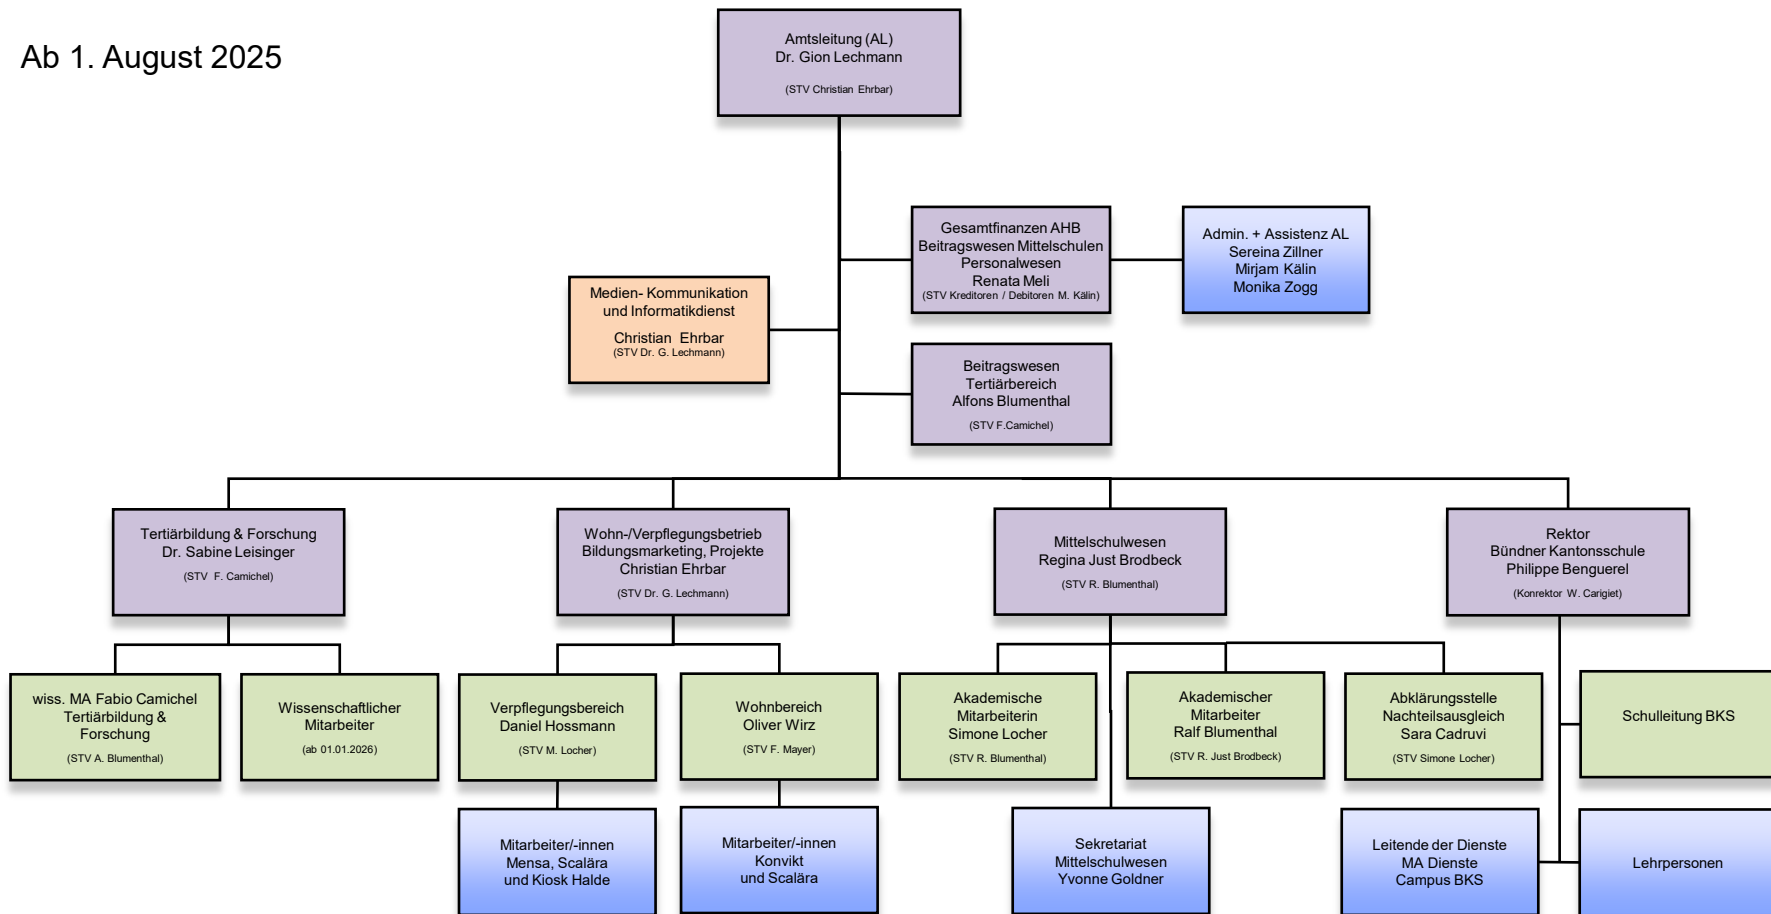 Ab 1. August 2025
Amtsleitung (AL)
Dr. Gion Lechmann
(STV Christian Ehrbar)
Gesamtfinanzen AHB
Beitragswesen Mittelschulen
Personalwesen
Renata Meli
(STV Kreditoren / Debitoren M. Kälin)
Admin. + Assistenz AL
Sereina Zillner
Mirjam Kälin
Monika Zogg
Medien- Kommunikation
und Informatikdienst
Christian Ehrbar
(STV Dr. G. Lechmann)
Beitragswesen
Tertiärbereich
Alfons Blumenthal
(STV F.Camichel)
Tertiärbildung & Forschung
Dr. Sabine Leisinger
(STV F. Camichel)
Wohn-/Verpflegungsbetrieb
Bildungsmarketing, Projekte
Christian Ehrbar
(STV Dr. G. Lechmann)
Mittelschulwesen
Regina Just Brodbeck
(STV R. Blumenthal)
Rektor
Bündner Kantonsschule
Philippe Benguerel
(Konrektor W. Carigiet)
wiss. MA Fabio Camichel
Tertiärbildung &
Forschung
(STV A. Blumenthal)
Wissenschaftlicher
Mitarbeiter
(ab 01.01.2026)
Verpflegungsbereich
Daniel Hossmann
(STV M. Locher)
Wohnbereich
Oliver Wirz
(STV F. Mayer)
Akademische
Mitarbeiterin
Simone Locher
(STV R. Blumenthal)
Akademischer
Mitarbeiter
Ralf Blumenthal
(STV R. Just Brodbeck)
Abklärungsstelle
Nachteilsausgleich
Sara Cadruvi
(STV Simone Locher)
Schulleitung BKS
Mitarbeiter/-innen
Mensa, Scalära
und Kiosk Halde
Mitarbeiter/-innen
Konvikt
und Scalära
Sekretariat
Mittelschulwesen
Yvonne Goldner
Leitende der Dienste
MA Dienste
Campus BKS
Lehrpersonen